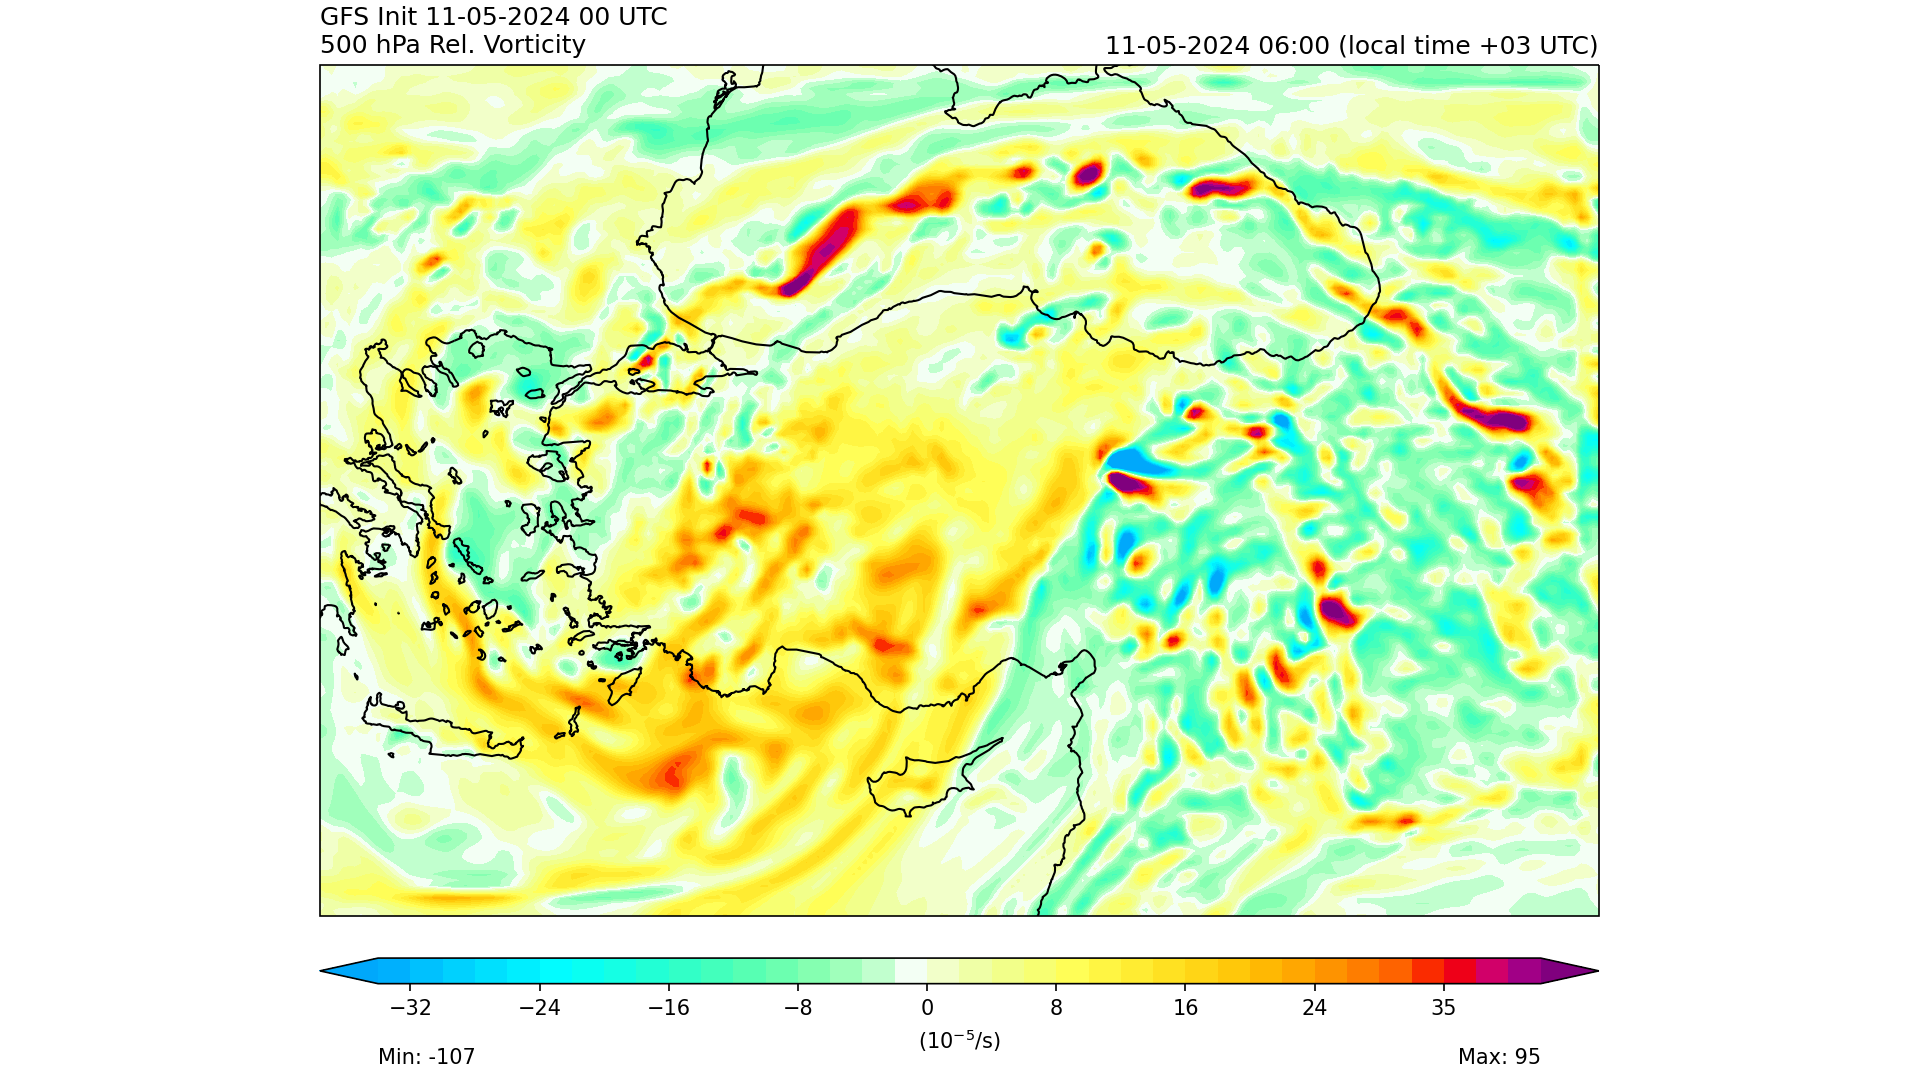 GFS Init 11-05-2024 00 UTC
500 hPa Rel. Vorticity
11-05-2024 06:00 (local time +03 UTC)
−32 −24 −16 −8 0 8 16 24 35
(10⁻⁵/s)
Min: -107
Max: 95